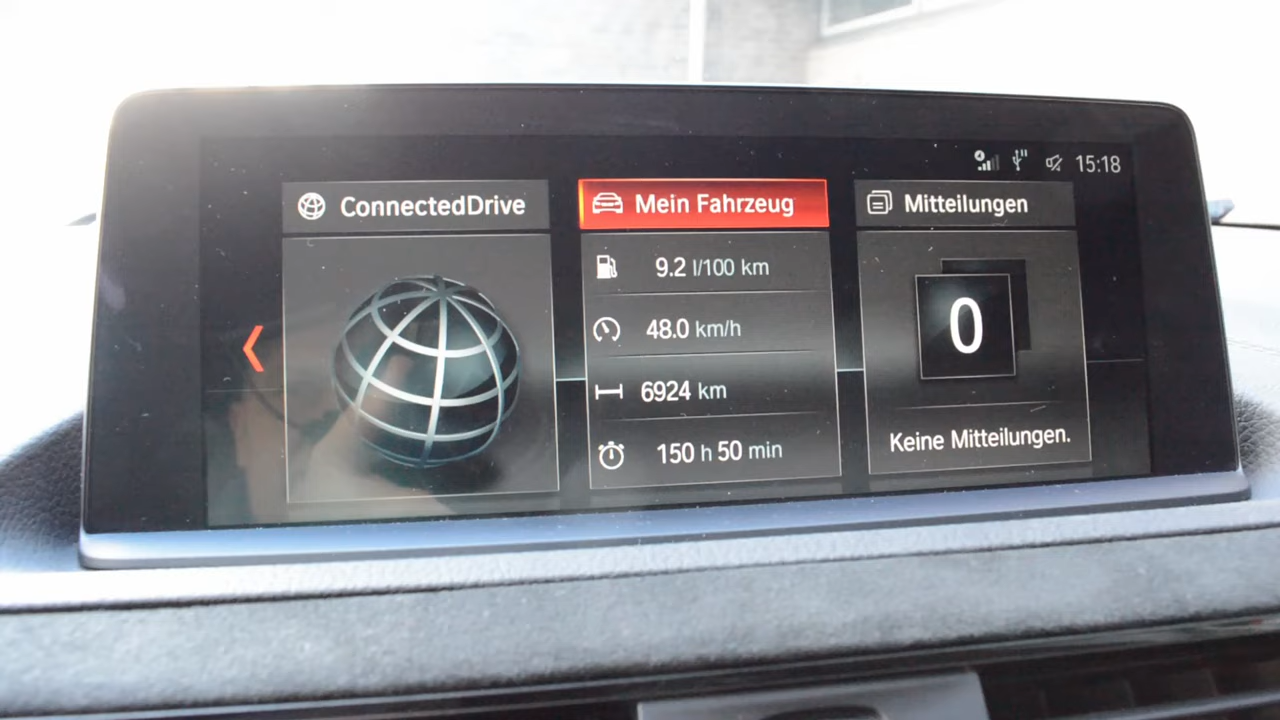 15:18
ConnectedDrive
Mein Fahrzeug
9.2 l/100 km
48.0 km/h
6924 km
150 h 50 min
Mitteilungen
0
Keine Mitteilungen.